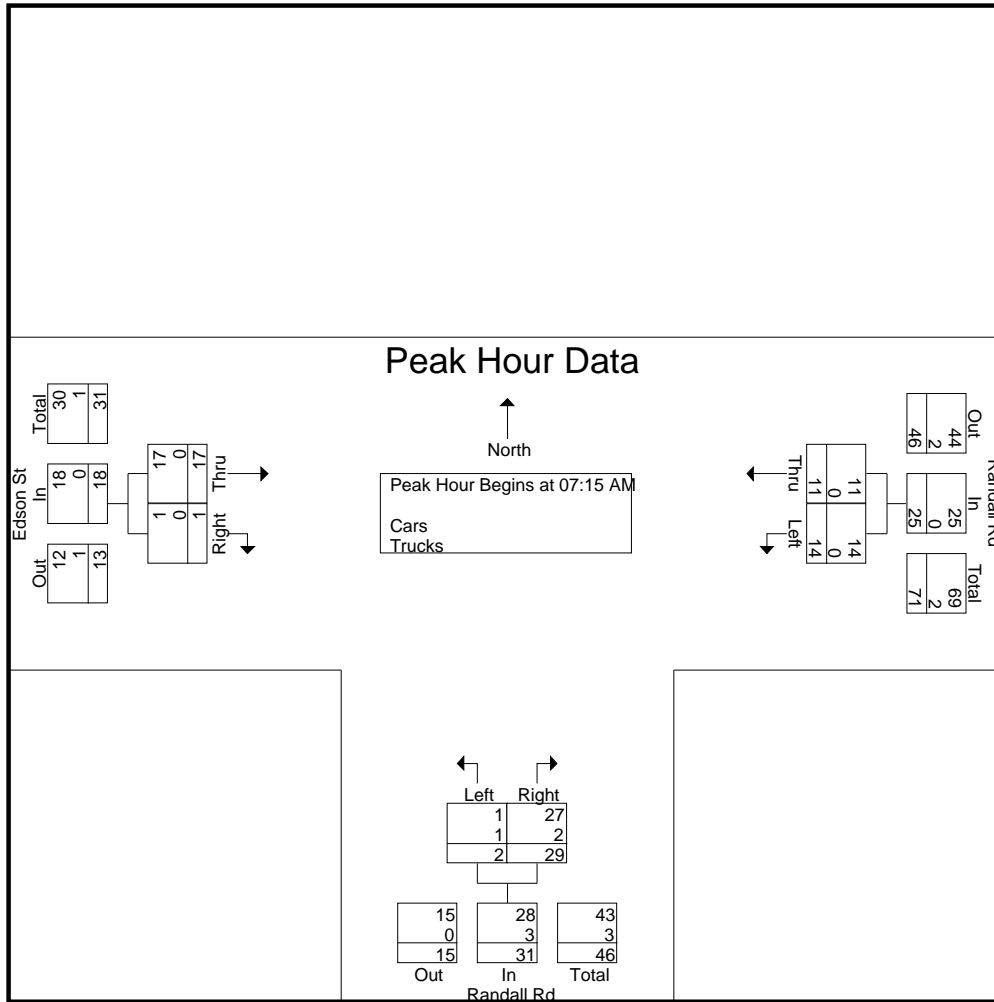 Peak Hour Data
North
Peak Hour Begins at 07:15 AM
Cars
Trucks
Edson St
Total
30 1 31
In
18 0 18
Out
12 1 13
Thru
17 0 17
Right
1 0 1
Randall Rd
Out
44 2 46
In
25 0 25
Total
69 2 71
Thru
11 0 11
Left
14 0 14
Left Right
1 27
1 2
2 29
15 28 43
0 3 3
15 31 46
Out In Total
Randall Rd